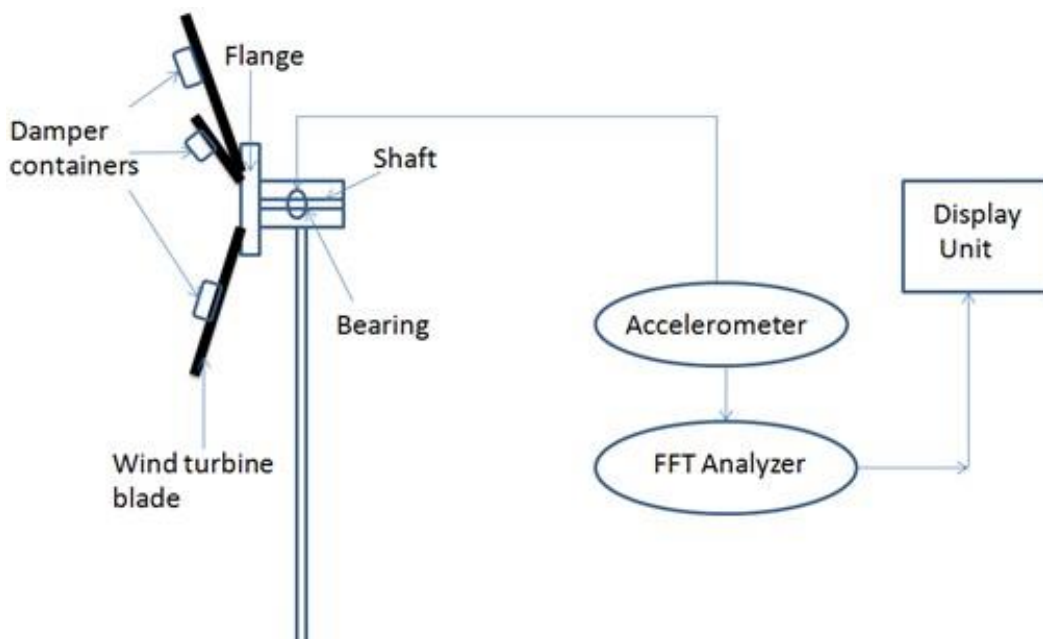 Flange
Damper
containers
Shaft
Display
Unit
Bearing
Accelerometer
Wind turbine
blade
FFT Analyzer